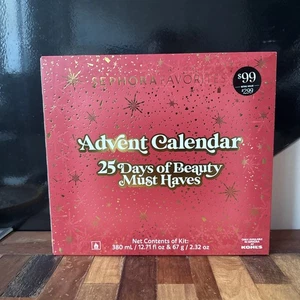 SEPHORA FAVORITES
$99
Advent Calendar
25 Days of Beauty
Must Haves
Net Contents of Kit:
380 mL / 12.71 fl oz & 67 g / 2.32 oz
KOHLS